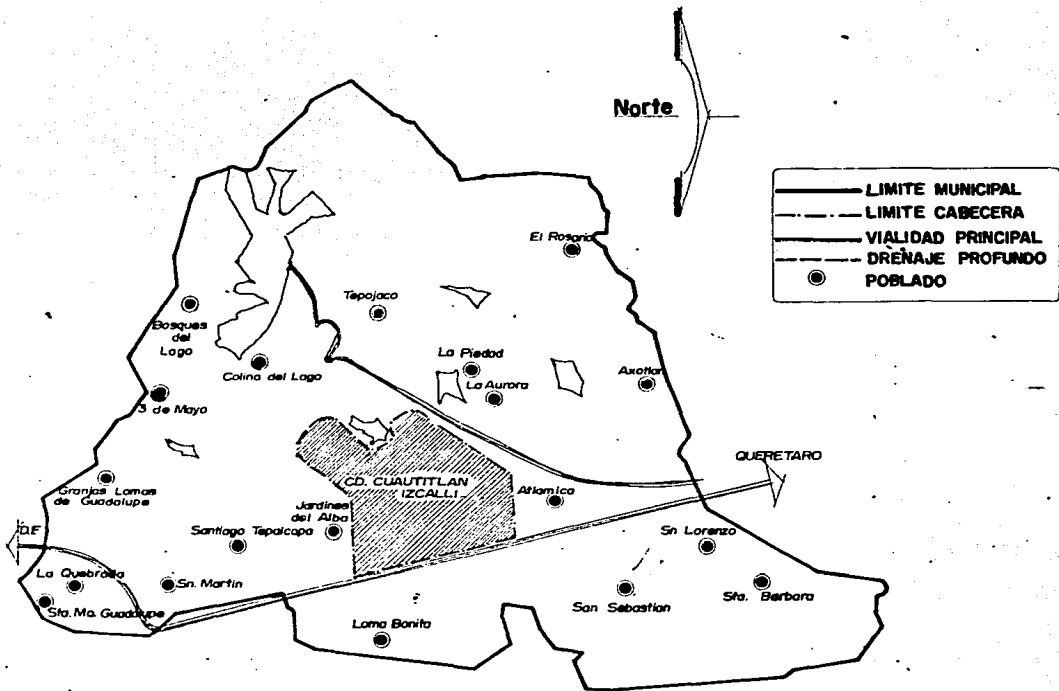 Norte
LIMITE MUNICIPAL
LIMITE CABECERA
VIALIDAD PRINCIPAL
DRENAJE PROFUNDO
POBLADO
El Rosario
Tepojaco
Bosques
del
Lago
Colina del Lago
La Piedad
La Aurora
Axotlan
3 de Mayo
QUERETARO
CD. CUAUTITLAN
IZCALLI
Granjas Lomas
de Guadalupe
Atlamica
Jardines
del Alba
D.F.
Santiago Tepalcapa
Sn Lorenzo
La Quebrada
Sn. Martin
Sta. Ma. Guadalupe
San Sebastian
Sta. Barbara
Loma Bonita